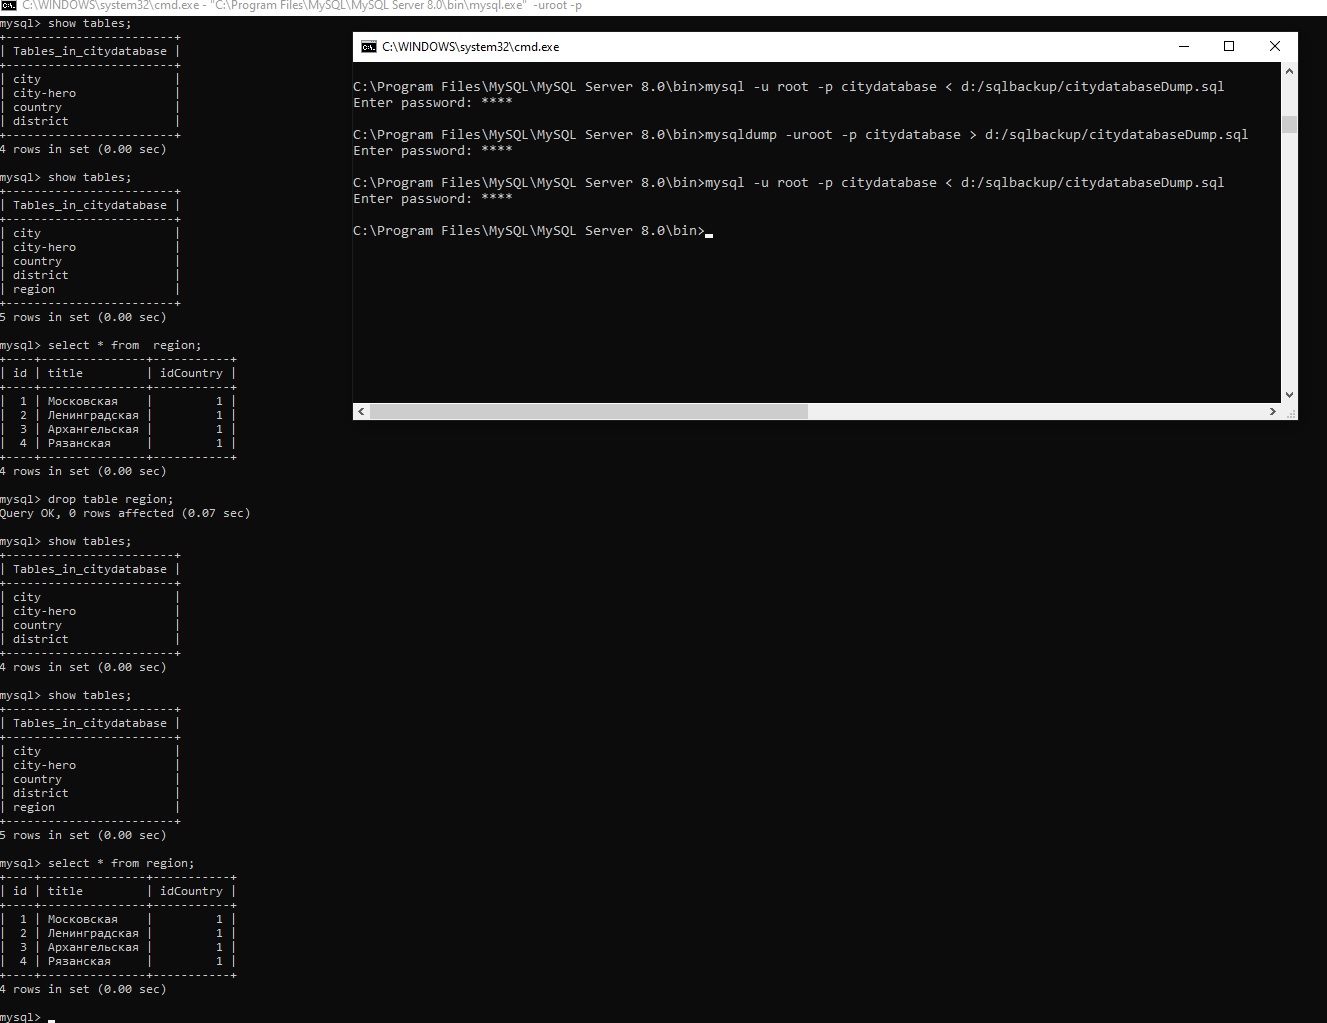 C:\WINDOWS\system32\cmd.exe - "C:\Program Files\MySQL\MySQL Server 8.0\bin\mysql.exe"  -uroot -p
mysql> show tables;
+------------------------+
| Tables_in_citydatabase |
+------------------------+
| city                   |
| city-hero              |
| country                |
| district               |
+------------------------+
4 rows in set (0.00 sec)
mysql> show tables;
+------------------------+
| Tables_in_citydatabase |
+------------------------+
| city                   |
| city-hero              |
| country                |
| district               |
| region                 |
+------------------------+
5 rows in set (0.00 sec)
mysql> select * from  region;
+----+---------------+-----------+
| id | title         | idCountry |
+----+---------------+-----------+
|  1 | Московская    |         1 |
|  2 | Ленинградская |         1 |
|  3 | Архангельская |         1 |
|  4 | Рязанская     |         1 |
+----+---------------+-----------+
4 rows in set (0.00 sec)
mysql> drop table region;
Query OK, 0 rows affected (0.07 sec)
mysql> show tables;
+------------------------+
| Tables_in_citydatabase |
+------------------------+
| city                   |
| city-hero              |
| country                |
| district               |
+------------------------+
4 rows in set (0.00 sec)
mysql> show tables;
+------------------------+
| Tables_in_citydatabase |
+------------------------+
| city                   |
| city-hero              |
| country                |
| district               |
| region                 |
+------------------------+
5 rows in set (0.00 sec)
mysql> select * from region;
+----+---------------+-----------+
| id | title         | idCountry |
+----+---------------+-----------+
|  1 | Московская    |         1 |
|  2 | Ленинградская |         1 |
|  3 | Архангельская |         1 |
|  4 | Рязанская     |         1 |
+----+---------------+-----------+
4 rows in set (0.00 sec)
mysql>
C:\WINDOWS\system32\cmd.exe
C:\Program Files\MySQL\MySQL Server 8.0\bin>mysql -u root -p citydatabase < d:/sqlbackup/citydatabaseDump.sql
Enter password: ****
C:\Program Files\MySQL\MySQL Server 8.0\bin>mysqldump -uroot -p citydatabase > d:/sqlbackup/citydatabaseDump.sql
Enter password: ****
C:\Program Files\MySQL\MySQL Server 8.0\bin>mysql -u root -p citydatabase < d:/sqlbackup/citydatabaseDump.sql
Enter password: ****
C:\Program Files\MySQL\MySQL Server 8.0\bin>